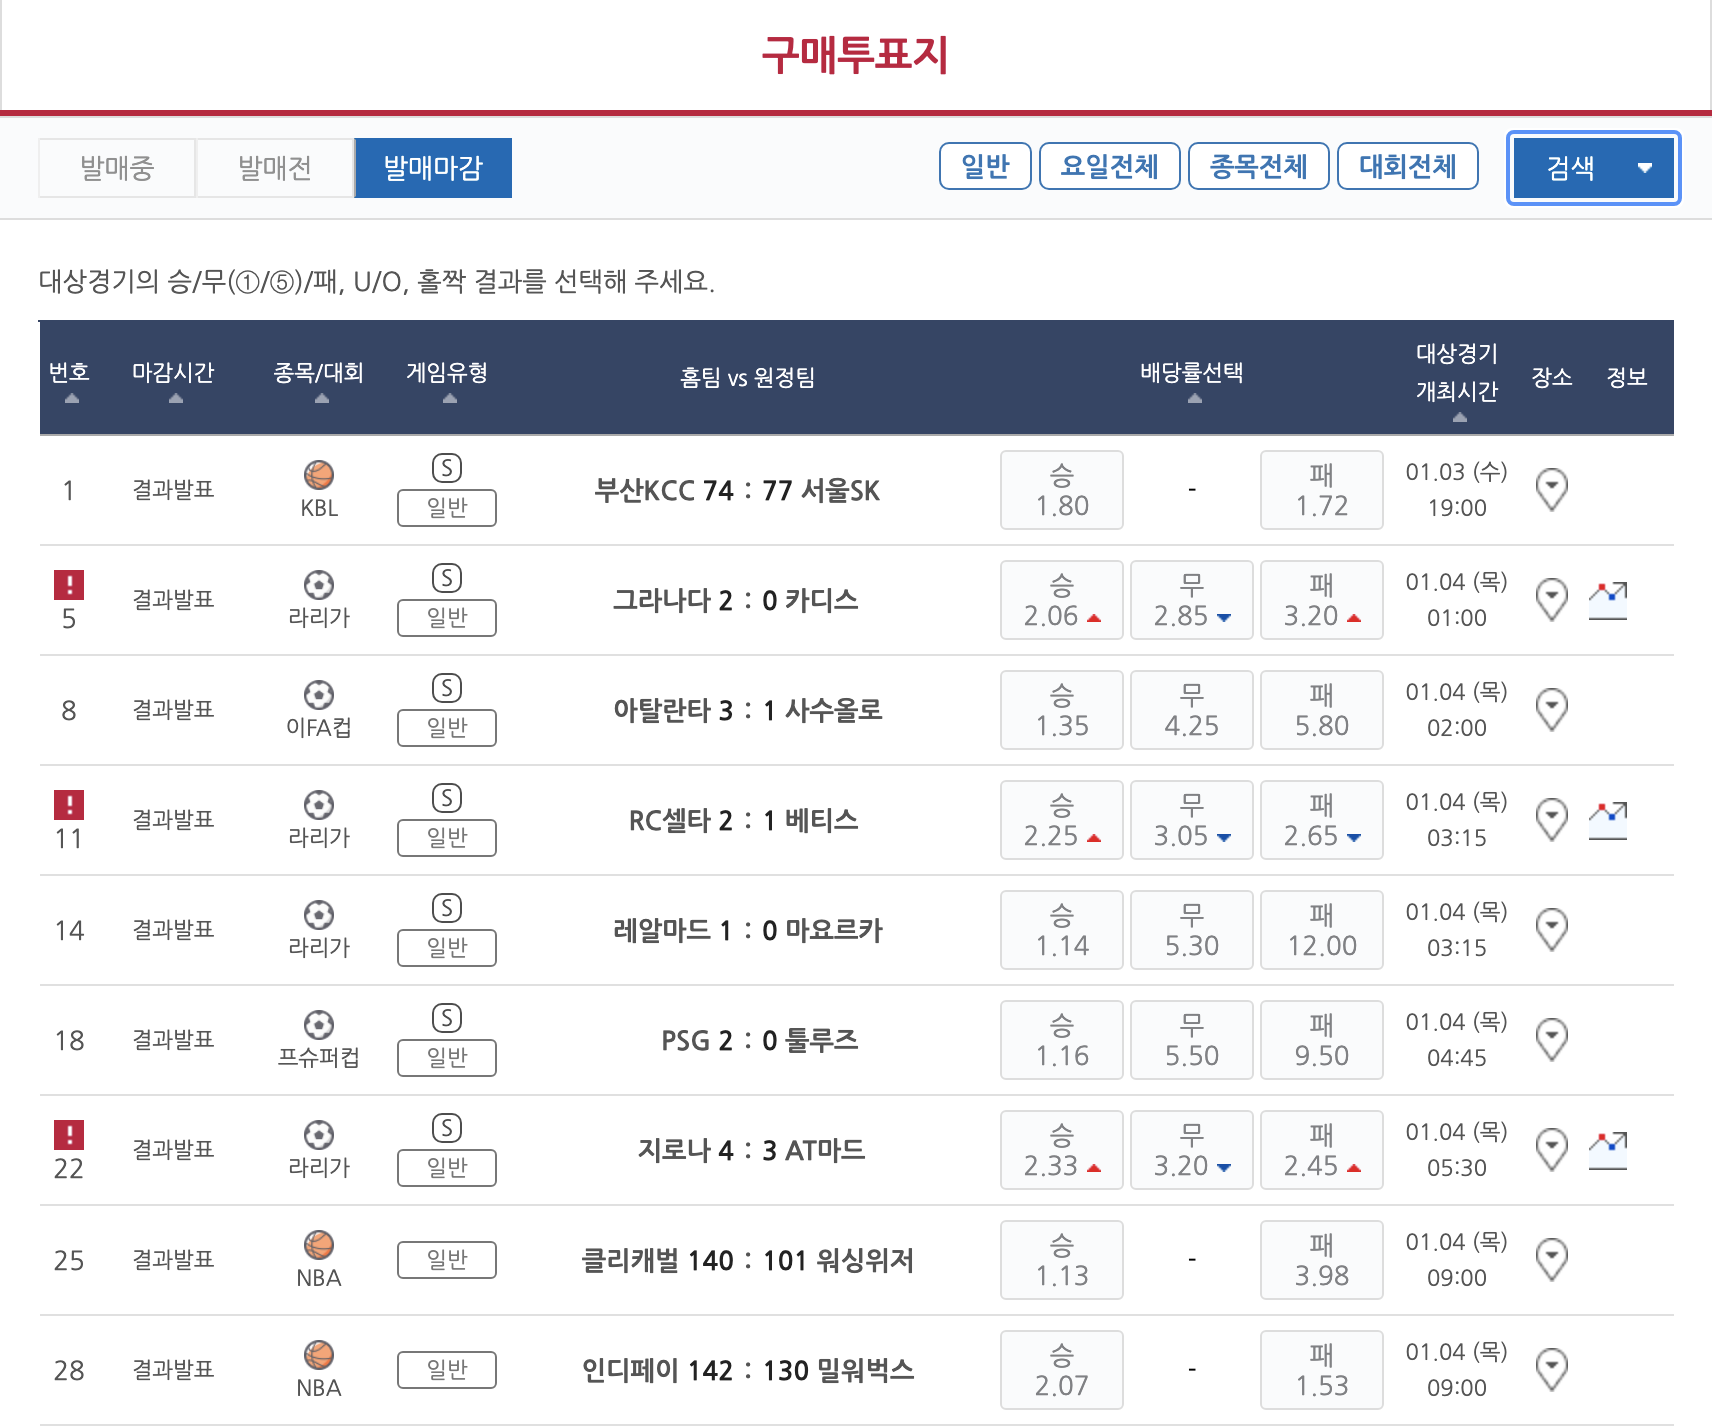 구매투표지
발매중 발매전 발매마감 일반 요일전체 종목전체 대회전체 검색
대상경기의 승/무(①/⑤)/패, U/O, 홀짝 결과를 선택해 주세요.
번호 마감시간 종목/대회 게임유형 홈팀 vs 원정팀 배당률선택 대상경기 개최시간 장소 정보
1 결과발표 KBL S 일반 부산KCC 74 : 77 서울SK 승 1.80 - 패 1.72 01.03 (수) 19:00
! 5 결과발표 라리가 S 일반 그라나다 2 : 0 카디스 승 2.06 무 2.85 패 3.20 01.04 (목) 01:00
8 결과발표 이FA컵 S 일반 아탈란타 3 : 1 사수올로 승 1.35 무 4.25 패 5.80 01.04 (목) 02:00
! 11 결과발표 라리가 S 일반 RC셀타 2 : 1 베티스 승 2.25 무 3.05 패 2.65 01.04 (목) 03:15
14 결과발표 라리가 S 일반 레알마드 1 : 0 마요르카 승 1.14 무 5.30 패 12.00 01.04 (목) 03:15
18 결과발표 프슈퍼컵 S 일반 PSG 2 : 0 툴루즈 승 1.16 무 5.50 패 9.50 01.04 (목) 04:45
! 22 결과발표 라리가 S 일반 지로나 4 : 3 AT마드 승 2.33 무 3.20 패 2.45 01.04 (목) 05:30
25 결과발표 NBA 일반 클리캐벌 140 : 101 워싱위저 승 1.13 - 패 3.98 01.04 (목) 09:00
28 결과발표 NBA 일반 인디페이 142 : 130 밀워벅스 승 2.07 - 패 1.53 01.04 (목) 09:00